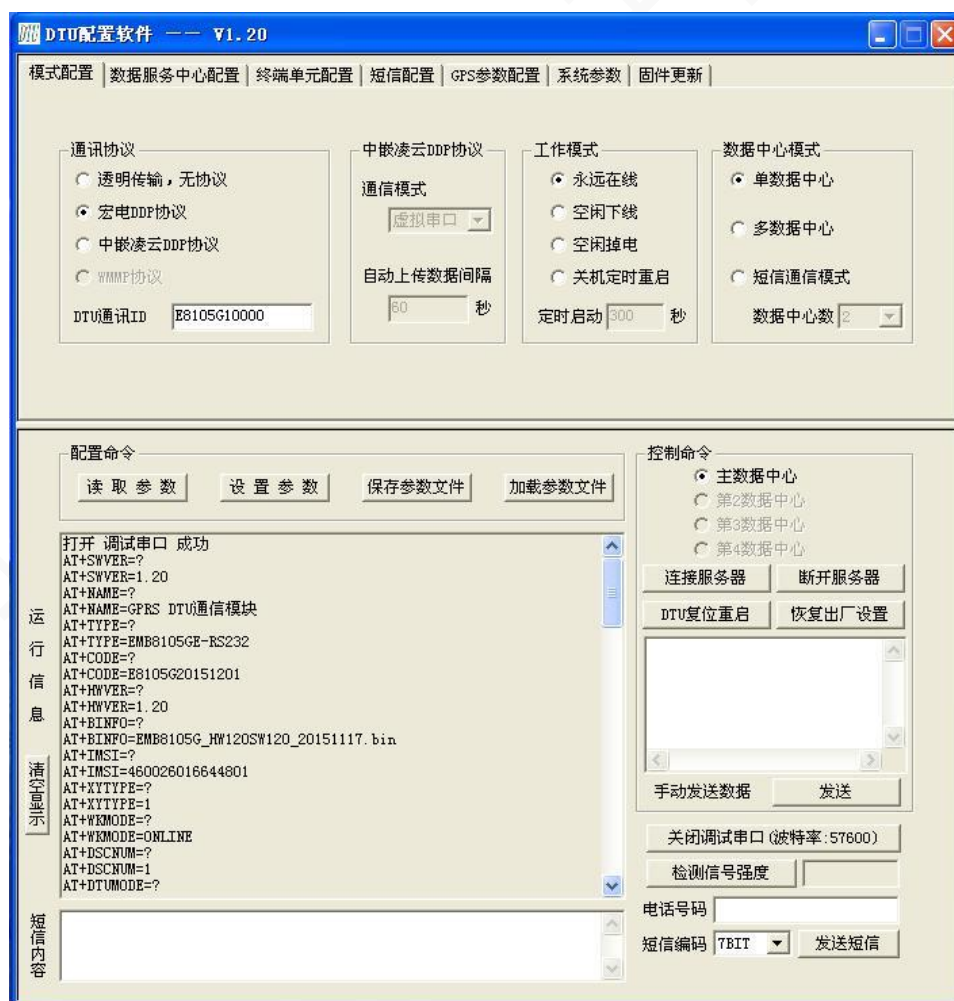 DTU配置软件 —— V1.20
模式配置 数据服务中心配置 终端单元配置 短信配置 GPS参数配置 系统参数 固件更新
通讯协议
透明传输，无协议
宏电DDP协议
中嵌凌云DDP协议
WMMP协议
DTU通讯ID E8105G10000
中嵌凌云DDP协议
通信模式
虚拟串口
自动上传数据间隔
60 秒
工作模式
永远在线
空闲下线
空闲掉电
关机定时重启
定时启动 300 秒
数据中心模式
单数据中心
多数据中心
短信通信模式
数据中心数 2
配置命令
读取参数 设置参数 保存参数文件 加载参数文件
运行信息
清空显示
打开 调试串口 成功
AT+SWVER=?
AT+SWVER=1.20
AT+NAME=?
AT+NAME=GPRS DTU通信模块
AT+TYPE=?
AT+TYPE=EMB8105GE-RS232
AT+CODE=?
AT+CODE=E8105G20151201
AT+HWVER=?
AT+HWVER=1.20
AT+BINFO=?
AT+BINFO=EMB8105G_HW120SW120_20151117.bin
AT+IMSI=?
AT+IMSI=460026016644801
AT+XYTYPE=?
AT+XYTYPE=1
AT+WKMODE=?
AT+WKMODE=ONLINE
AT+DSCNUM=?
AT+DSCNUM=1
AT+DTUMODE=?
短信内容
控制命令
主数据中心
第2数据中心
第3数据中心
第4数据中心
连接服务器 断开服务器
DTU复位重启 恢复出厂设置
手动发送数据 发送
关闭调试串口(波特率:57600)
检测信号强度
电话号码
短信编码 7BIT 发送短信